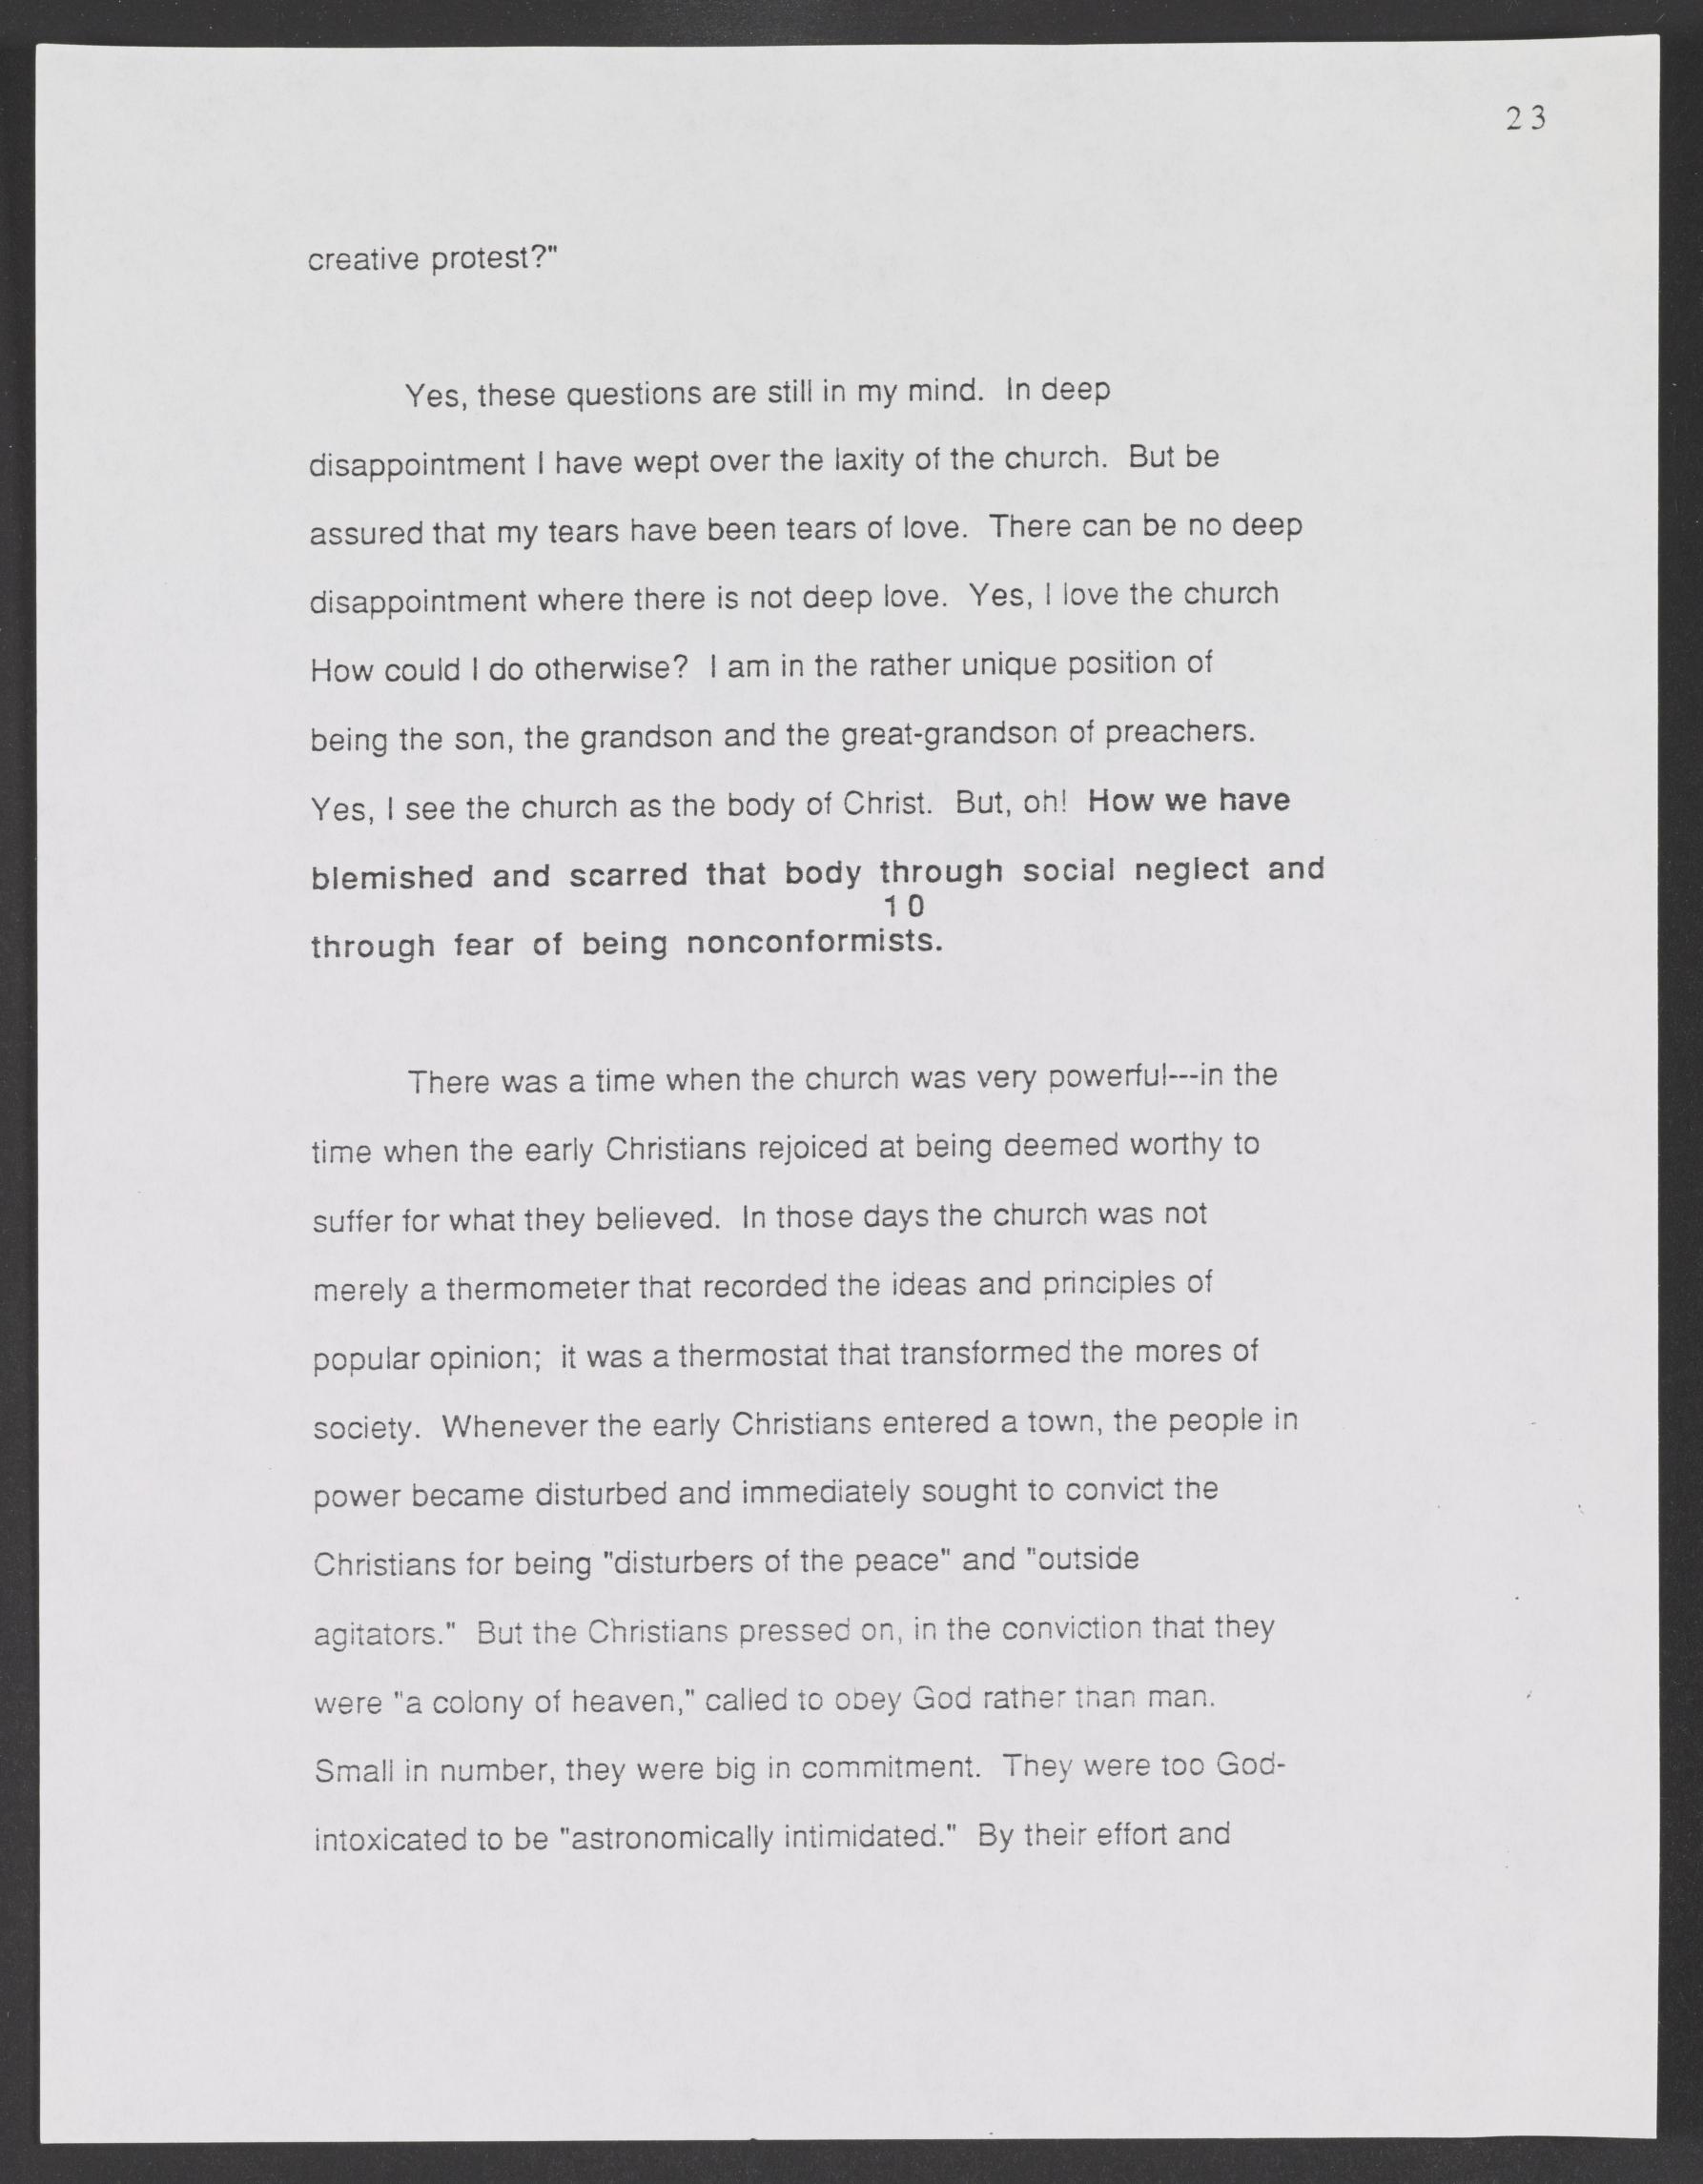 23
creative protest?"
Yes, these questions are still in my mind. In deep
disappointment I have wept over the laxity of the church. But be
assured that my tears have been tears of love. There can be no deep
disappointment where there is not deep love. Yes, I love the church
How could I do otherwise? I am in the rather unique position of
being the son, the grandson and the great-grandson of preachers.
Yes, I see the church as the body of Christ. But, oh! How we have
blemished and scarred that body through social neglect and
10
through fear of being nonconformists.
There was a time when the church was very powerful---in the
time when the early Christians rejoiced at being deemed worthy to
suffer for what they believed. In those days the church was not
merely a thermometer that recorded the ideas and principles of
popular opinion; it was a thermostat that transformed the mores of
society. Whenever the early Christians entered a town, the people in
power became disturbed and immediately sought to convict the
Christians for being "disturbers of the peace" and "outside
agitators." But the Christians pressed on, in the conviction that they
were "a colony of heaven," called to obey God rather than man.
Small in number, they were big in commitment. They were too God-
intoxicated to be "astronomically intimidated." By their effort and